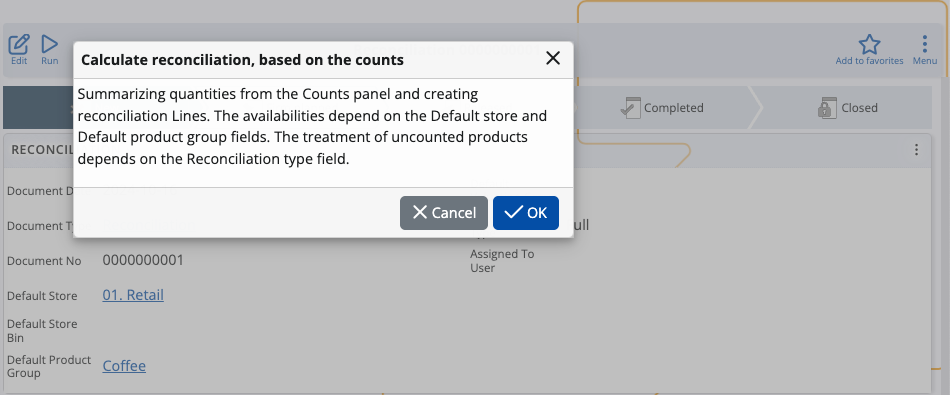 Edit
Run
Add to favorites
Menu
Calculate reconciliation, based on the counts
Summarizing quantities from the Counts panel and creating
reconciliation Lines. The availabilities depend on the Default store and
Default product group fields. The treatment of uncounted products
depends on the Reconciliation type field.
Cancel
OK
Completed
Closed
RECONCIL
Document D
Document Ty
ull
Document No 0000000001
Assigned To
User
Default Store 01. Retail
Default Store
Bin
Default Product
Group
Coffee